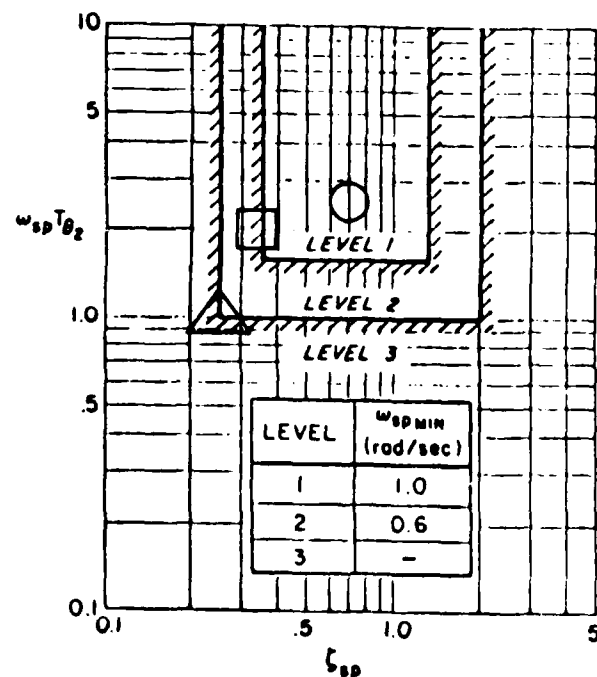 10
5
ω_sp T_θ2
LEVEL 1
1.0
LEVEL 2
LEVEL 3
.5
LEVEL ω_sp MIN (rad/sec)
1 1.0
2 0.6
3 -
0.1
0.1 .5 1.0 5
ζ_sp